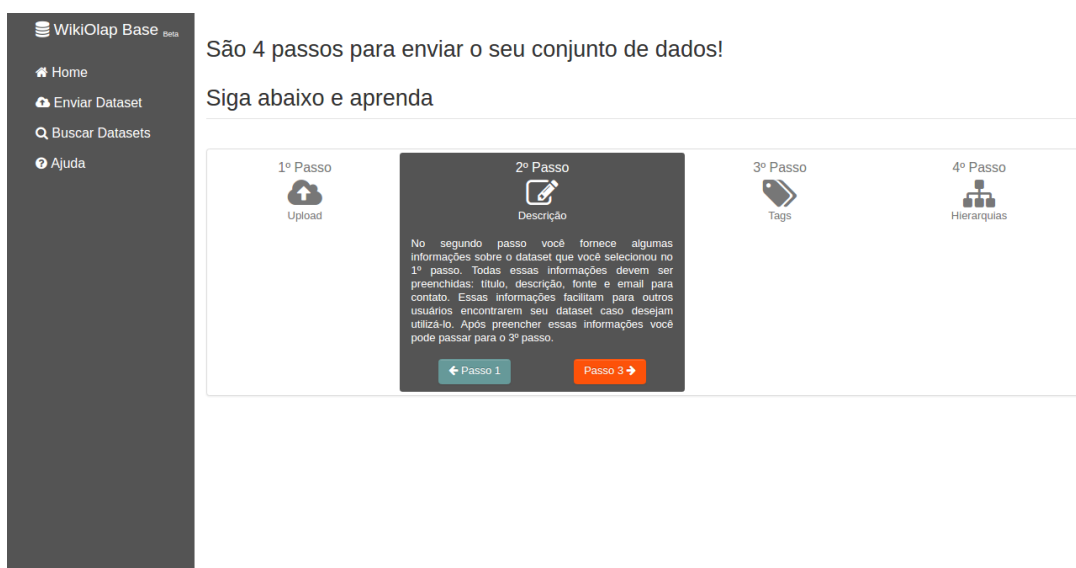 WikiOlap Base Beta
Home
Enviar Dataset
Buscar Datasets
Ajuda
São 4 passos para enviar o seu conjunto de dados!
Siga abaixo e aprenda
1º Passo
Upload
2º Passo
Descrição
No segundo passo você fornece algumas
informações sobre o dataset que você selecionou no
1º passo. Todas essas informações devem ser
preenchidas: título, descrição, fonte e email para
contato. Essas informações facilitam para outros
usuários encontrarem seu dataset caso desejam
utilizá-lo. Após preencher essas informações você
pode passar para o 3º passo.
Passo 1
Passo 3
3º Passo
Tags
4º Passo
Hierarquias